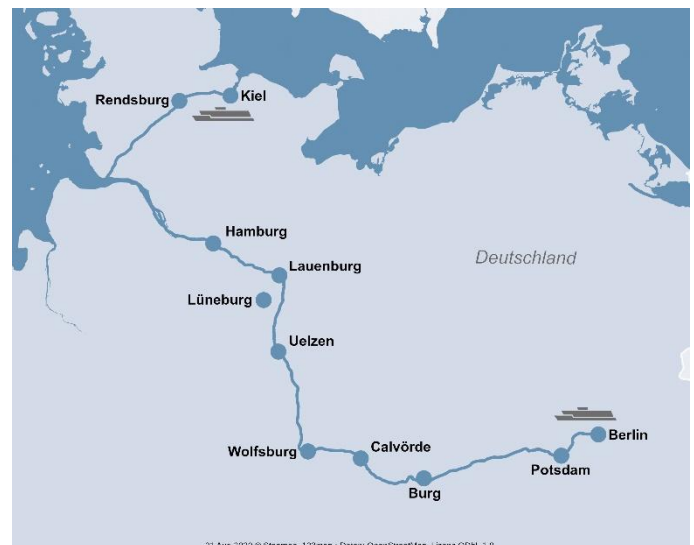 Rendsburg
Kiel
Hamburg
Lauenburg
Deutschland
Lüneburg
Uelzen
Wolfsburg
Calvörde
Berlin
Potsdam
Burg